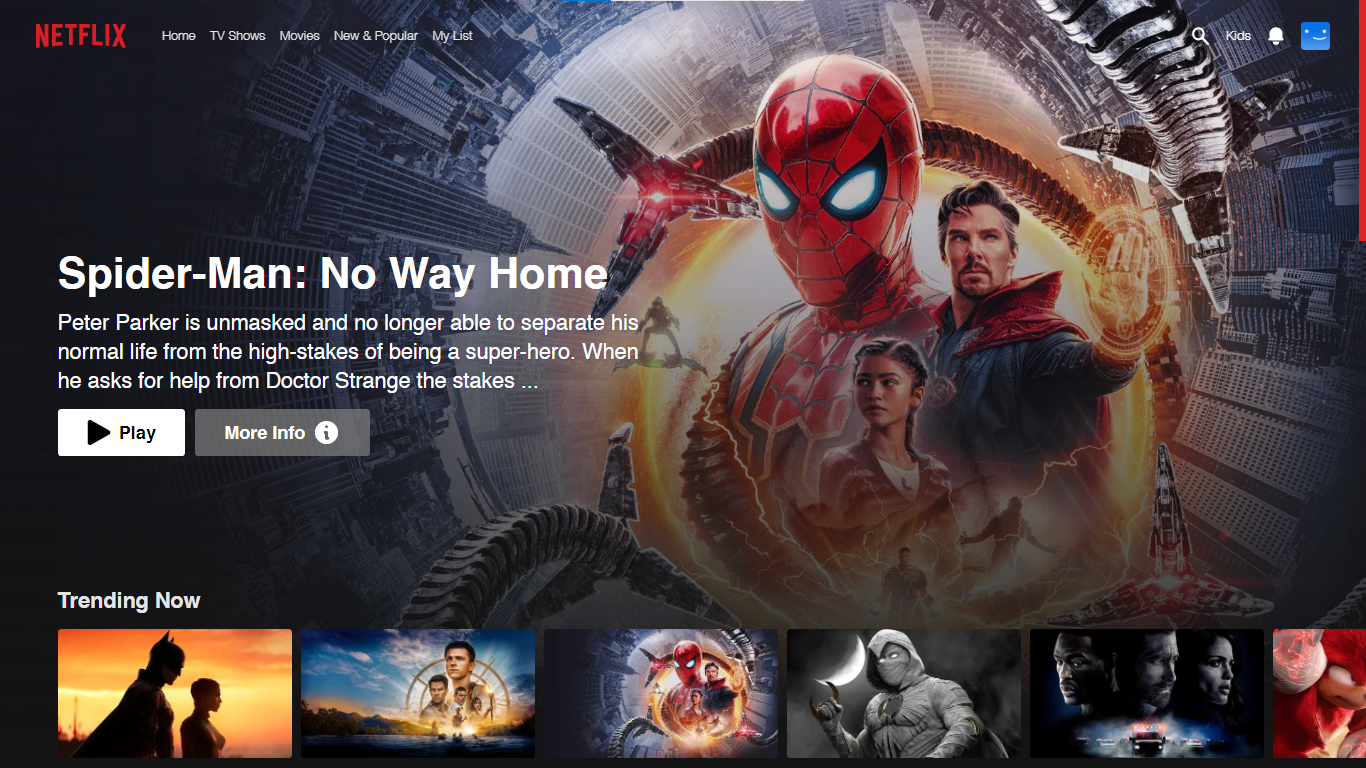 NETFLIX
Home TV Shows Movies New & Popular My List
Kids
Spider-Man: No Way Home
Peter Parker is unmasked and no longer able to separate his
normal life from the high-stakes of being a super-hero. When
he asks for help from Doctor Strange the stakes ...
Play
More Info
Trending Now